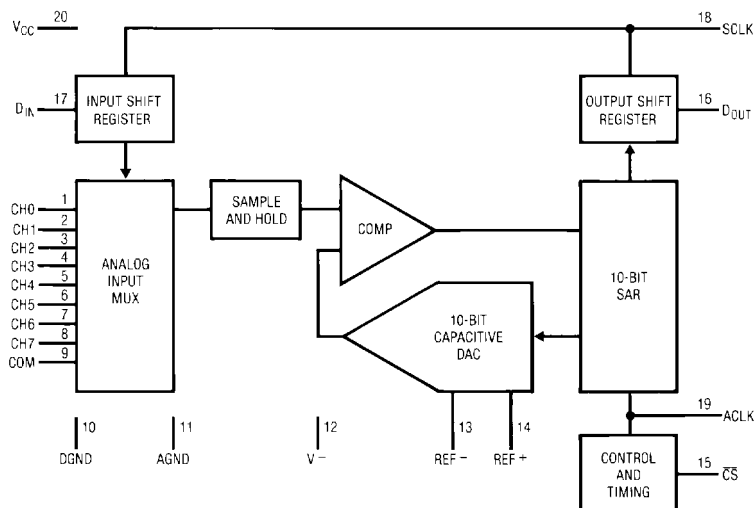 VCC 20
18 SCLK
DIN 17
INPUT SHIFT
REGISTER
OUTPUT SHIFT
REGISTER
16 DOUT
CH0 1
CH1 2
CH2 3
CH3 4
CH4 5
CH5 6
CH6 7
CH7 8
COM 9
ANALOG
INPUT
MUX
SAMPLE
AND HOLD
COMP
10-BIT
CAPACITIVE
DAC
10-BIT
SAR
10
DGND
11
AGND
12
V−
13
REF−
14
REF+
19 ACLK
CONTROL
AND
TIMING
15 C̅S̅